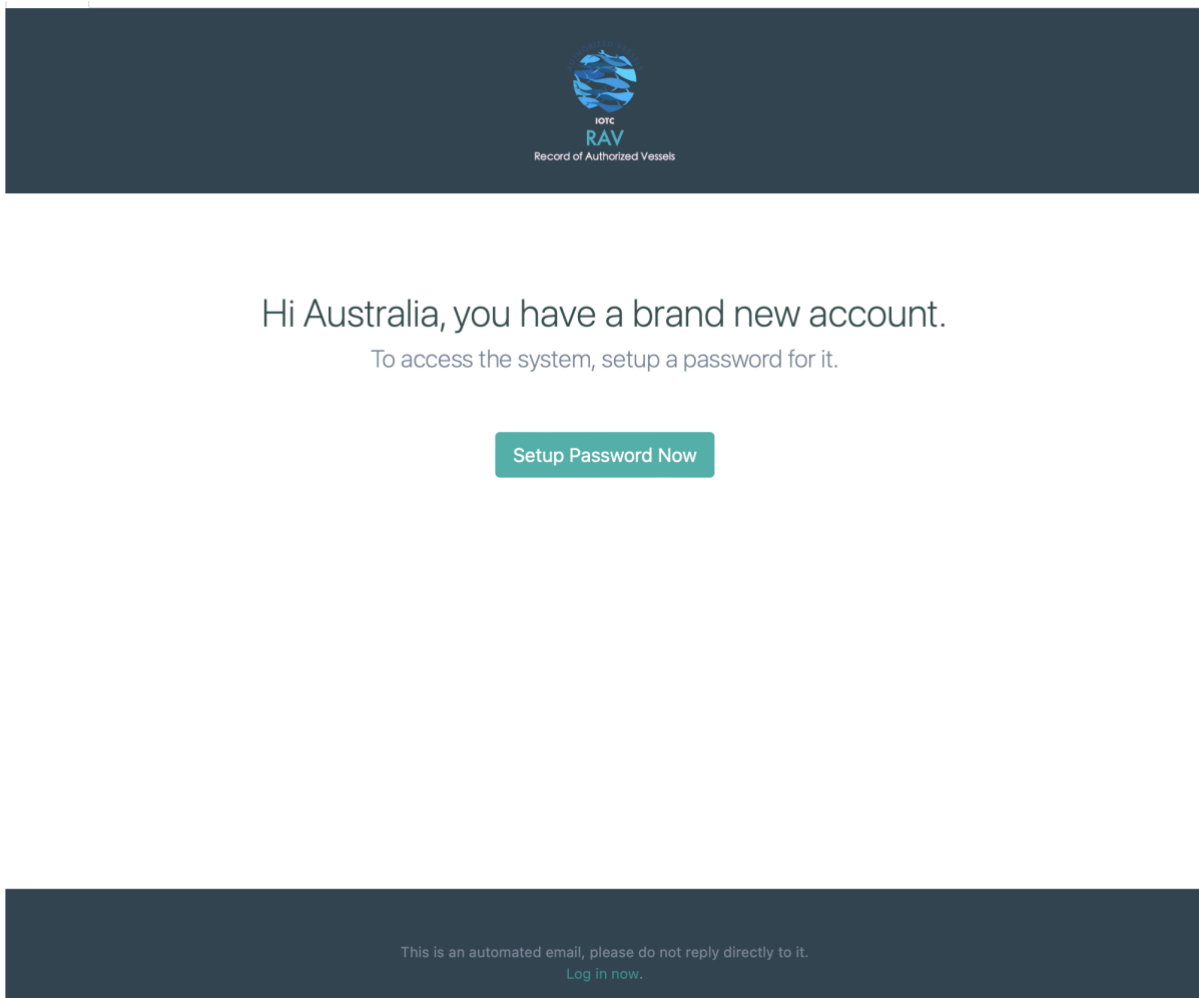 IOTC
RAV
Record of Authorized Vessels
Hi Australia, you have a brand new account.
To access the system, setup a password for it.
Setup Password Now
This is an automated email, please do not reply directly to it.
Log in now.